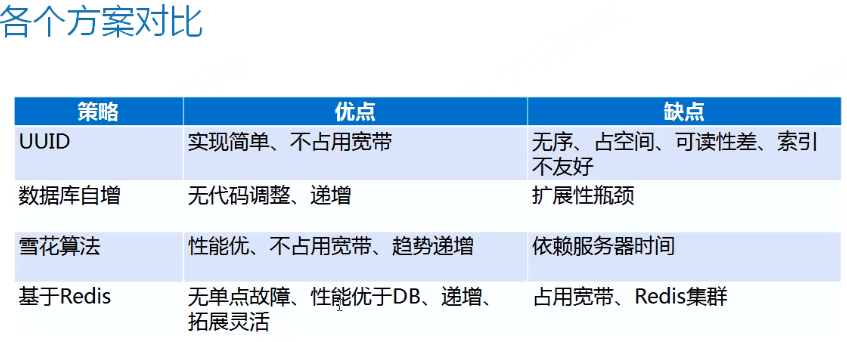 各个方案对比
策略 优点 缺点
UUID 实现简单、不占用宽带 无序、占空间、可读性差、索引
不友好
数据库自增 无代码调整、递增 扩展性瓶颈
雪花算法 性能优、不占用宽带、趋势递增 依赖服务器时间
基于Redis 无单点故障、性能优于DB、递增、 占用宽带、Redis集群
拓展灵活